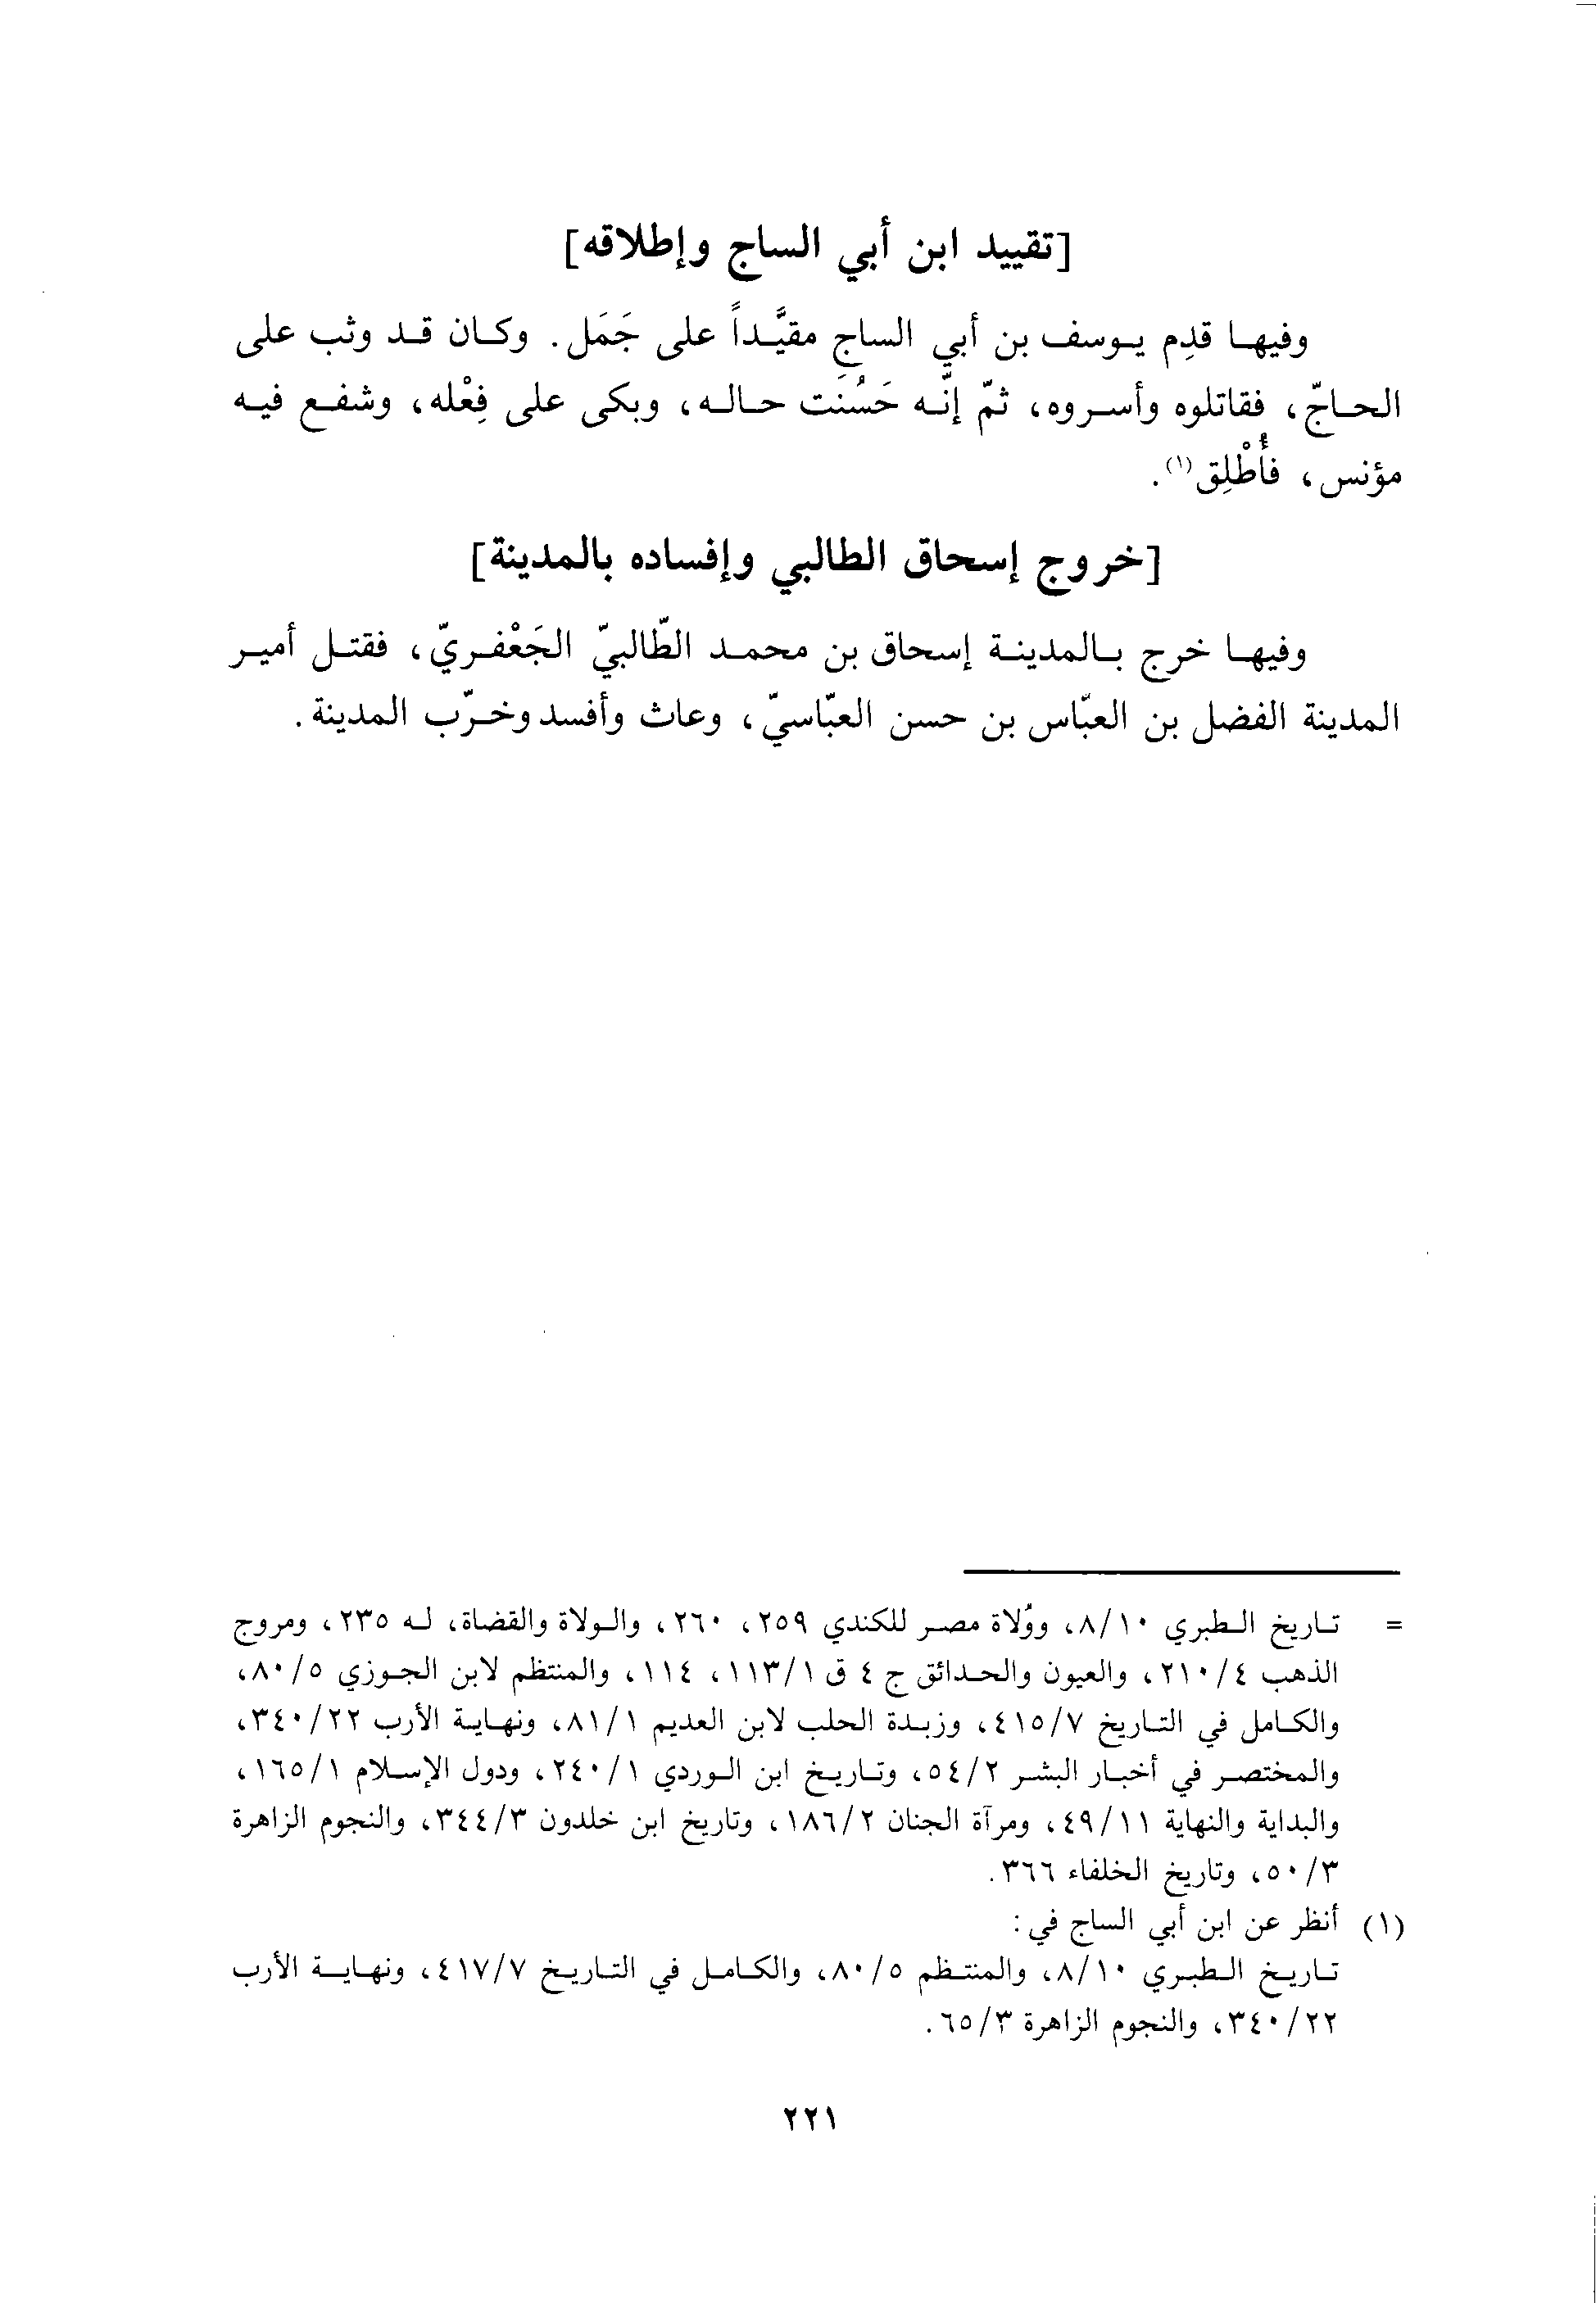 [تقييد ابن أبي الساج وإطلاقه]
وفيها قدِم يوسف بن أبي الساجِ مقيَّداً على جَمَل. وكان قد وثب على
الحاجّ، فقاتلوه وأسروه، ثمّ إنّه حَسُنَت حاله، وبكى على فِعْله، وشفع فيه
مؤنس، فأُطْلِق(١).
[خروج إسحاق الطالبي وإفساده بالمدينة]
وفيها خرج بالمدينة إسحاق بن محمد الطّالبيّ الجَعْفريّ، فقتل أمير
المدينة الفضل بن العبّاس بن حسن العبّاسيّ، وعاث وأفسد وخرّب المدينة.
= تاريخ الطبري ٨/١٠، ووُلاة مصر للكندي ٢٥٩، ٢٦٠، والولاة والقضاة، له ٢٣٥، ومروج
الذهب ٢١٠/٤، والعيون والحدائق ج ٤ ق ١١٣/١، ١١٤، والمنتظم لابن الجوزي ٨٠/٥،
والكامل في التاريخ ٤١٥/٧، وزبدة الحلب لابن العديم ٨١/١، ونهاية الأرب ٣٤٠/٢٢،
والمختصر في أخبار البشر ٥٤/٢، وتاريخ ابن الوردي ٢٤٠/١، ودول الإسلام ١٦٥/١،
والبداية والنهاية ٤٩/١١، ومرآة الجنان ١٨٦/٢، وتاريخ ابن خلدون ٣٤٤/٣، والنجوم الزاهرة
٥٠/٣، وتاريخ الخلفاء ٣٦٦.
(١) أنظر عن ابن أبي الساج في:
تاريخ الطبري ٨/١٠، والمنتظم ٨٠/٥، والكامل في التاريخ ٤١٧/٧، ونهاية الأرب
٣٤٠/٢٢، والنجوم الزاهرة ٦٥/٣.
٢٢١